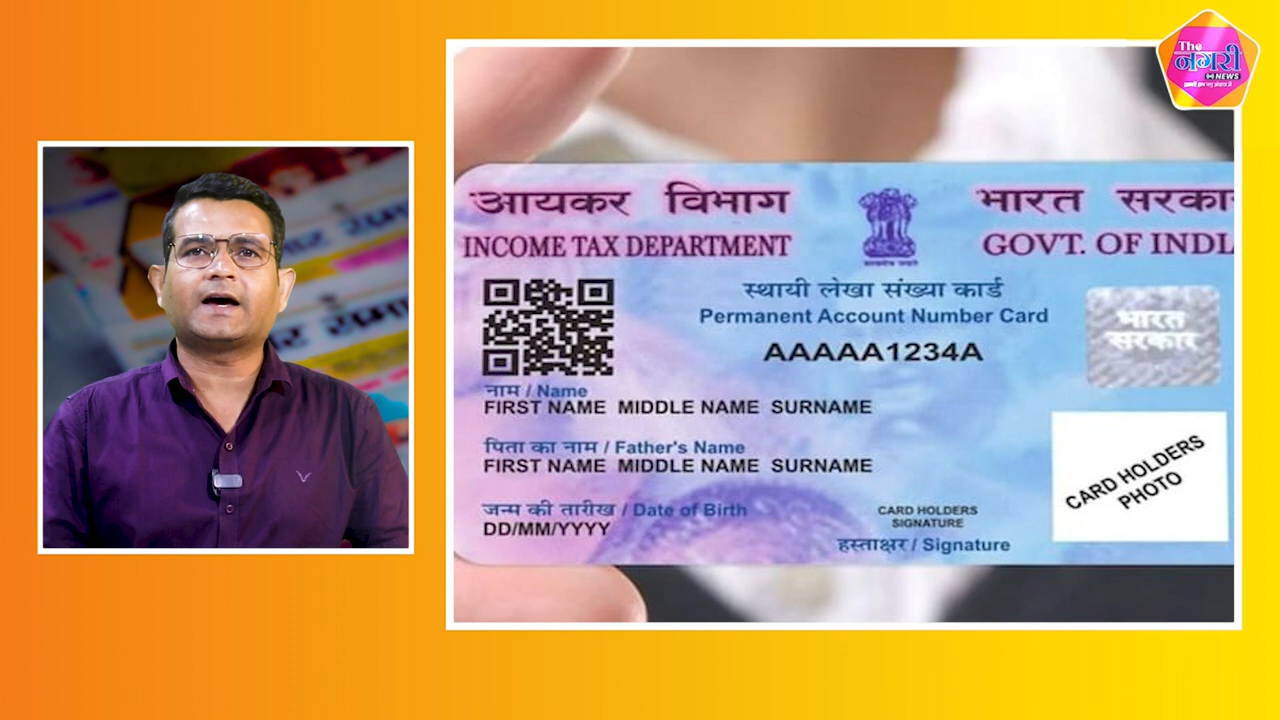 The
नगरी
NEWS
आयकर विभाग
भारत सरकार
INCOME TAX DEPARTMENT
GOVT. OF INDI
स्थायी लेखा संख्या कार्ड
Permanent Account Number Card
AAAAA1234A
भारत
सरकार
नाम / Name
FIRST NAME MIDDLE NAME SURNAME
पिता का नाम / Father's Name
FIRST NAME MIDDLE NAME SURNAME
CARD HOLDERS
PHOTO
जन्म की तारीख / Date of Birth
DD/MM/YYYY
CARD HOLDERS
SIGNATURE
हस्ताक्षर / Signature